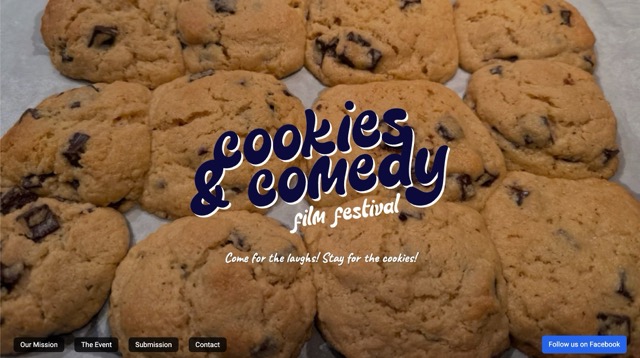 cookies
& comedy
film festival
Come for the laughs! Stay for the cookies!
Our Mission
The Event
Submission
Contact
Follow us on Facebook